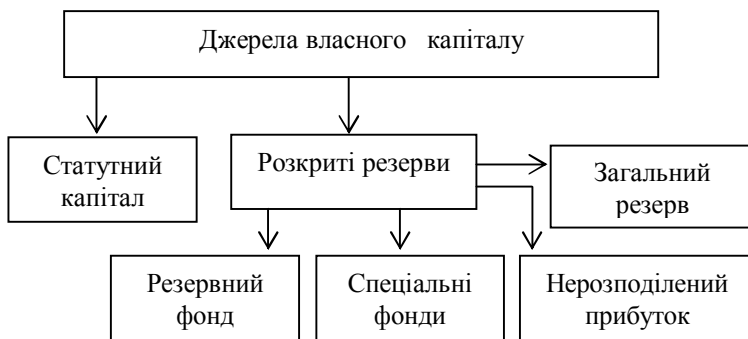 Джерела власного капіталу
Статутний
капітал
Розкриті резерви
Загальний
резерв
Резервний
фонд
Спеціальні
фонди
Нерозподілений
прибуток